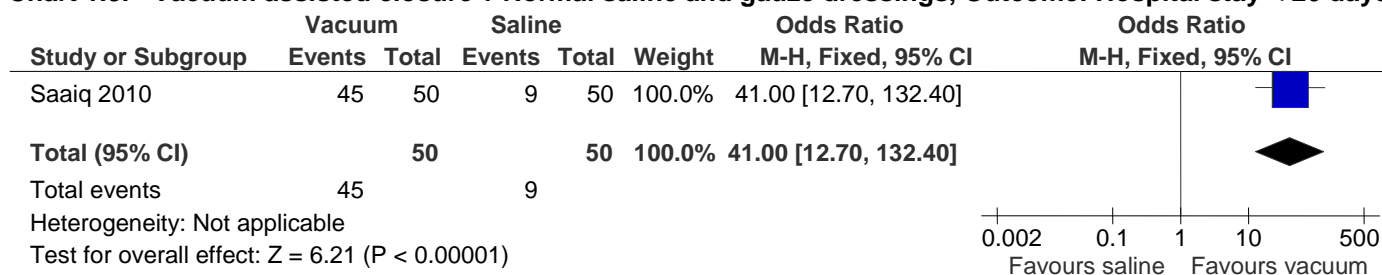 Vacuum Saline Odds Ratio Odds Ratio
Study or Subgroup Events Total Events Total Weight M-H, Fixed, 95% CI M-H, Fixed, 95% CI
Saaiq 2010 45 50 9 50 100.0% 41.00 [12.70, 132.40]
Total (95% CI) 50 50 100.0% 41.00 [12.70, 132.40]
Total events 45 9
Heterogeneity: Not applicable
Test for overall effect: Z = 6.21 (P < 0.00001)
0.002 0.1 1 10 500
Favours saline Favours vacuum